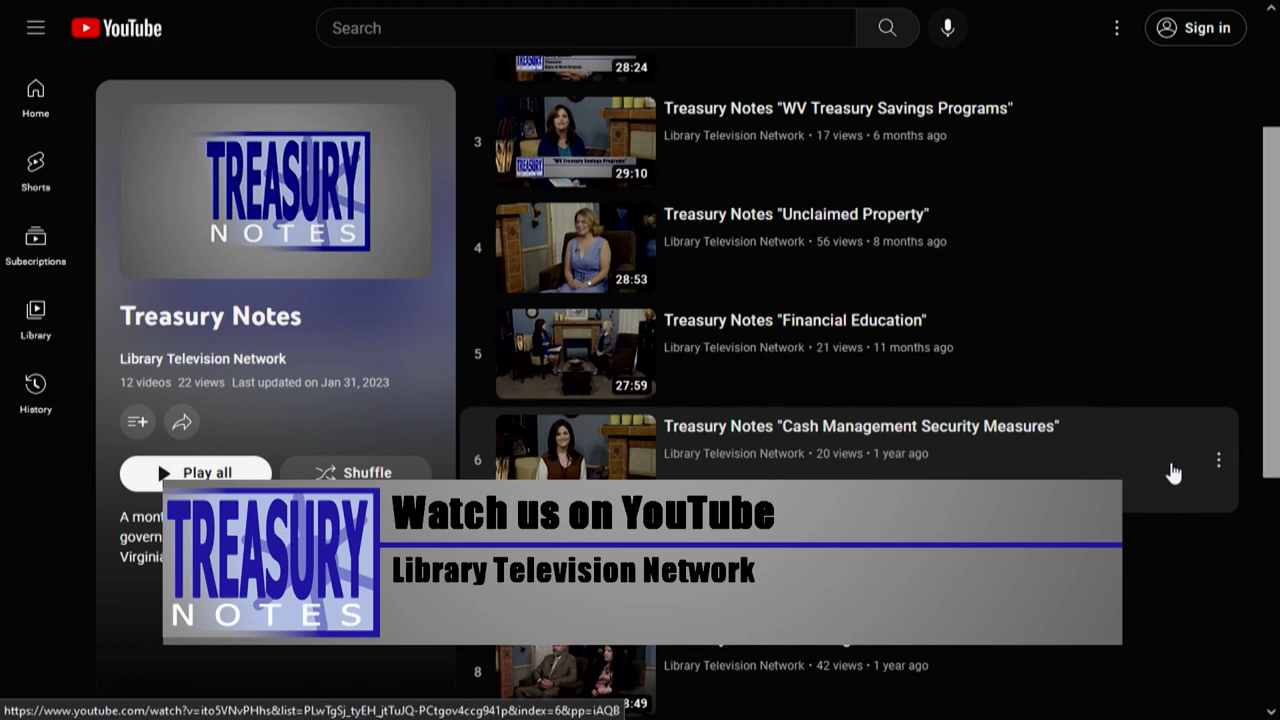 YouTube
Search
Sign in
Home
Shorts
Subscriptions
Library
History
TREASURY
NOTES
Treasury Notes
Library Television Network
12 videos 22 views Last updated on Jan 31, 2023
Play all
Shuffle
A mont
govern
Virginia
28:24
3
29:10
Treasury Notes "WV Treasury Savings Programs"
Library Television Network • 17 views • 6 months ago
4
28:53
Treasury Notes "Unclaimed Property"
Library Television Network • 56 views • 8 months ago
5
27:59
Treasury Notes "Financial Education"
Library Television Network • 21 views • 11 months ago
6
Treasury Notes "Cash Management Security Measures"
Library Television Network • 20 views • 1 year ago
TREASURY
NOTES
Watch us on YouTube
Library Television Network
8
8:49
Library Television Network • 42 views • 1 year ago
https://www.youtube.com/watch?v=ito5VNvPHhs&list=PLwTgSj_tyEH_jtTuJQ-PCtgov4ccg941p&index=6&pp=iAQB